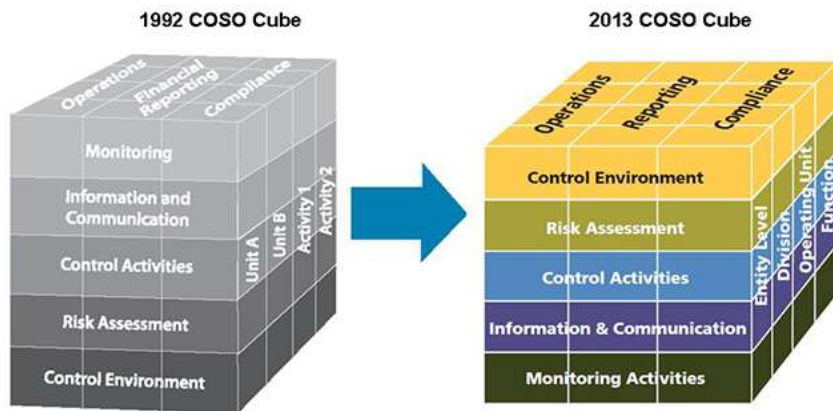 1992 COSO Cube
2013 COSO Cube
Operations
Financial
Reporting
Compliance
Monitoring
Information and
Communication
Control Activities
Risk Assessment
Control Environment
Unit A
Unit B
Activity 1
Activity 2
Operations
Reporting
Compliance
Control Environment
Risk Assessment
Control Activities
Information & Communication
Monitoring Activities
Entity Level
Division
Operating Unit
Function